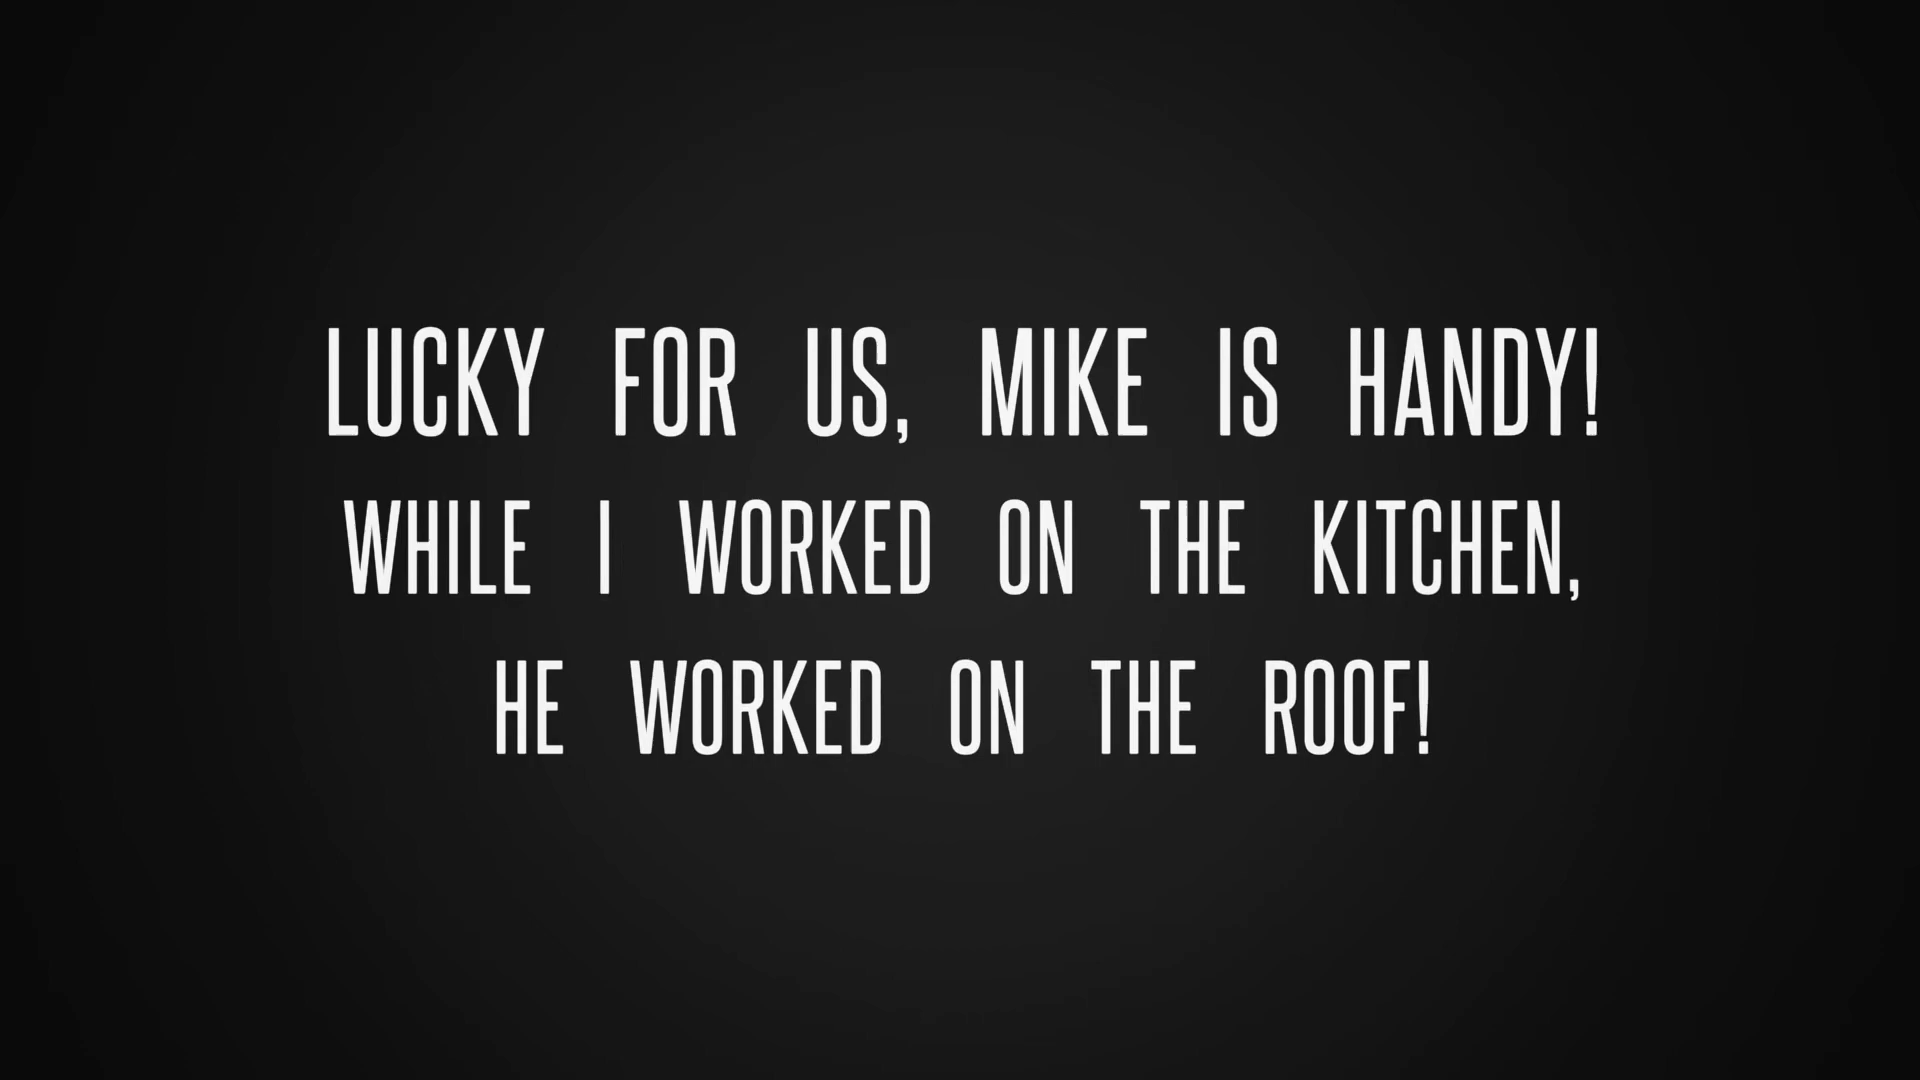 LUCKY FOR US, MIKE IS HANDY!
WHILE I WORKED ON THE KITCHEN,
HE WORKED ON THE ROOF!